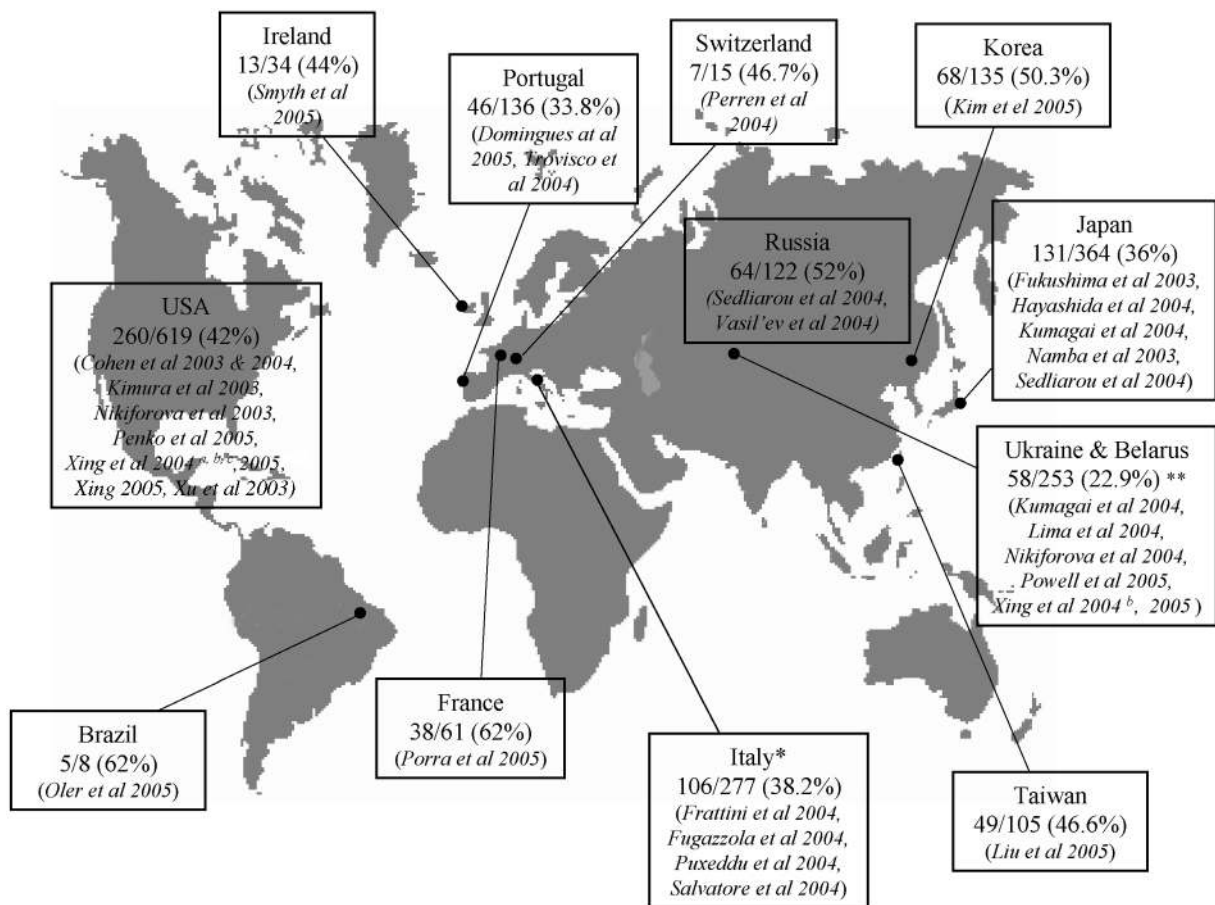 Ireland
13/34 (44%)
(Smyth et al
2005)
Portugal
46/136 (33.8%)
(Domingues at al
2005, Trovisco et
al 2004)
Switzerland
7/15 (46.7%)
(Perren et al
2004)
Korea
68/135 (50.3%)
(Kim et el 2005)
USA
260/619 (42%)
(Cohen et al 2003 & 2004,
Kimura et al 2003,
Nikiforova et al 2003,
Penko et al 2005,
Xing et al 2004 a, b, c, 2005,
Xing 2005, Xu et al 2003)
Russia
64/122 (52%)
(Sedliarou et al 2004,
Vasil'ev et al 2004)
Japan
131/364 (36%)
(Fukushima et al 2003,
Hayashida et al 2004,
Kumagai et al 2004,
Namba et al 2003,
Sedliarou et al 2004)
Ukraine & Belarus
58/253 (22.9%) **
(Kumagai et al 2004,
Lima et al 2004,
Nikiforova et al 2004,
Powell et al 2005,
Xing et al 2004 b, 2005)
Brazil
5/8 (62%)
(Oler et al 2005)
France
38/61 (62%)
(Porra et al 2005)
Italy*
106/277 (38.2%)
(Frattini et al 2004,
Fugazzola et al 2004,
Puxeddu et al 2004,
Salvatore et al 2004)
Taiwan
49/105 (46.6%)
(Liu et al 2005)